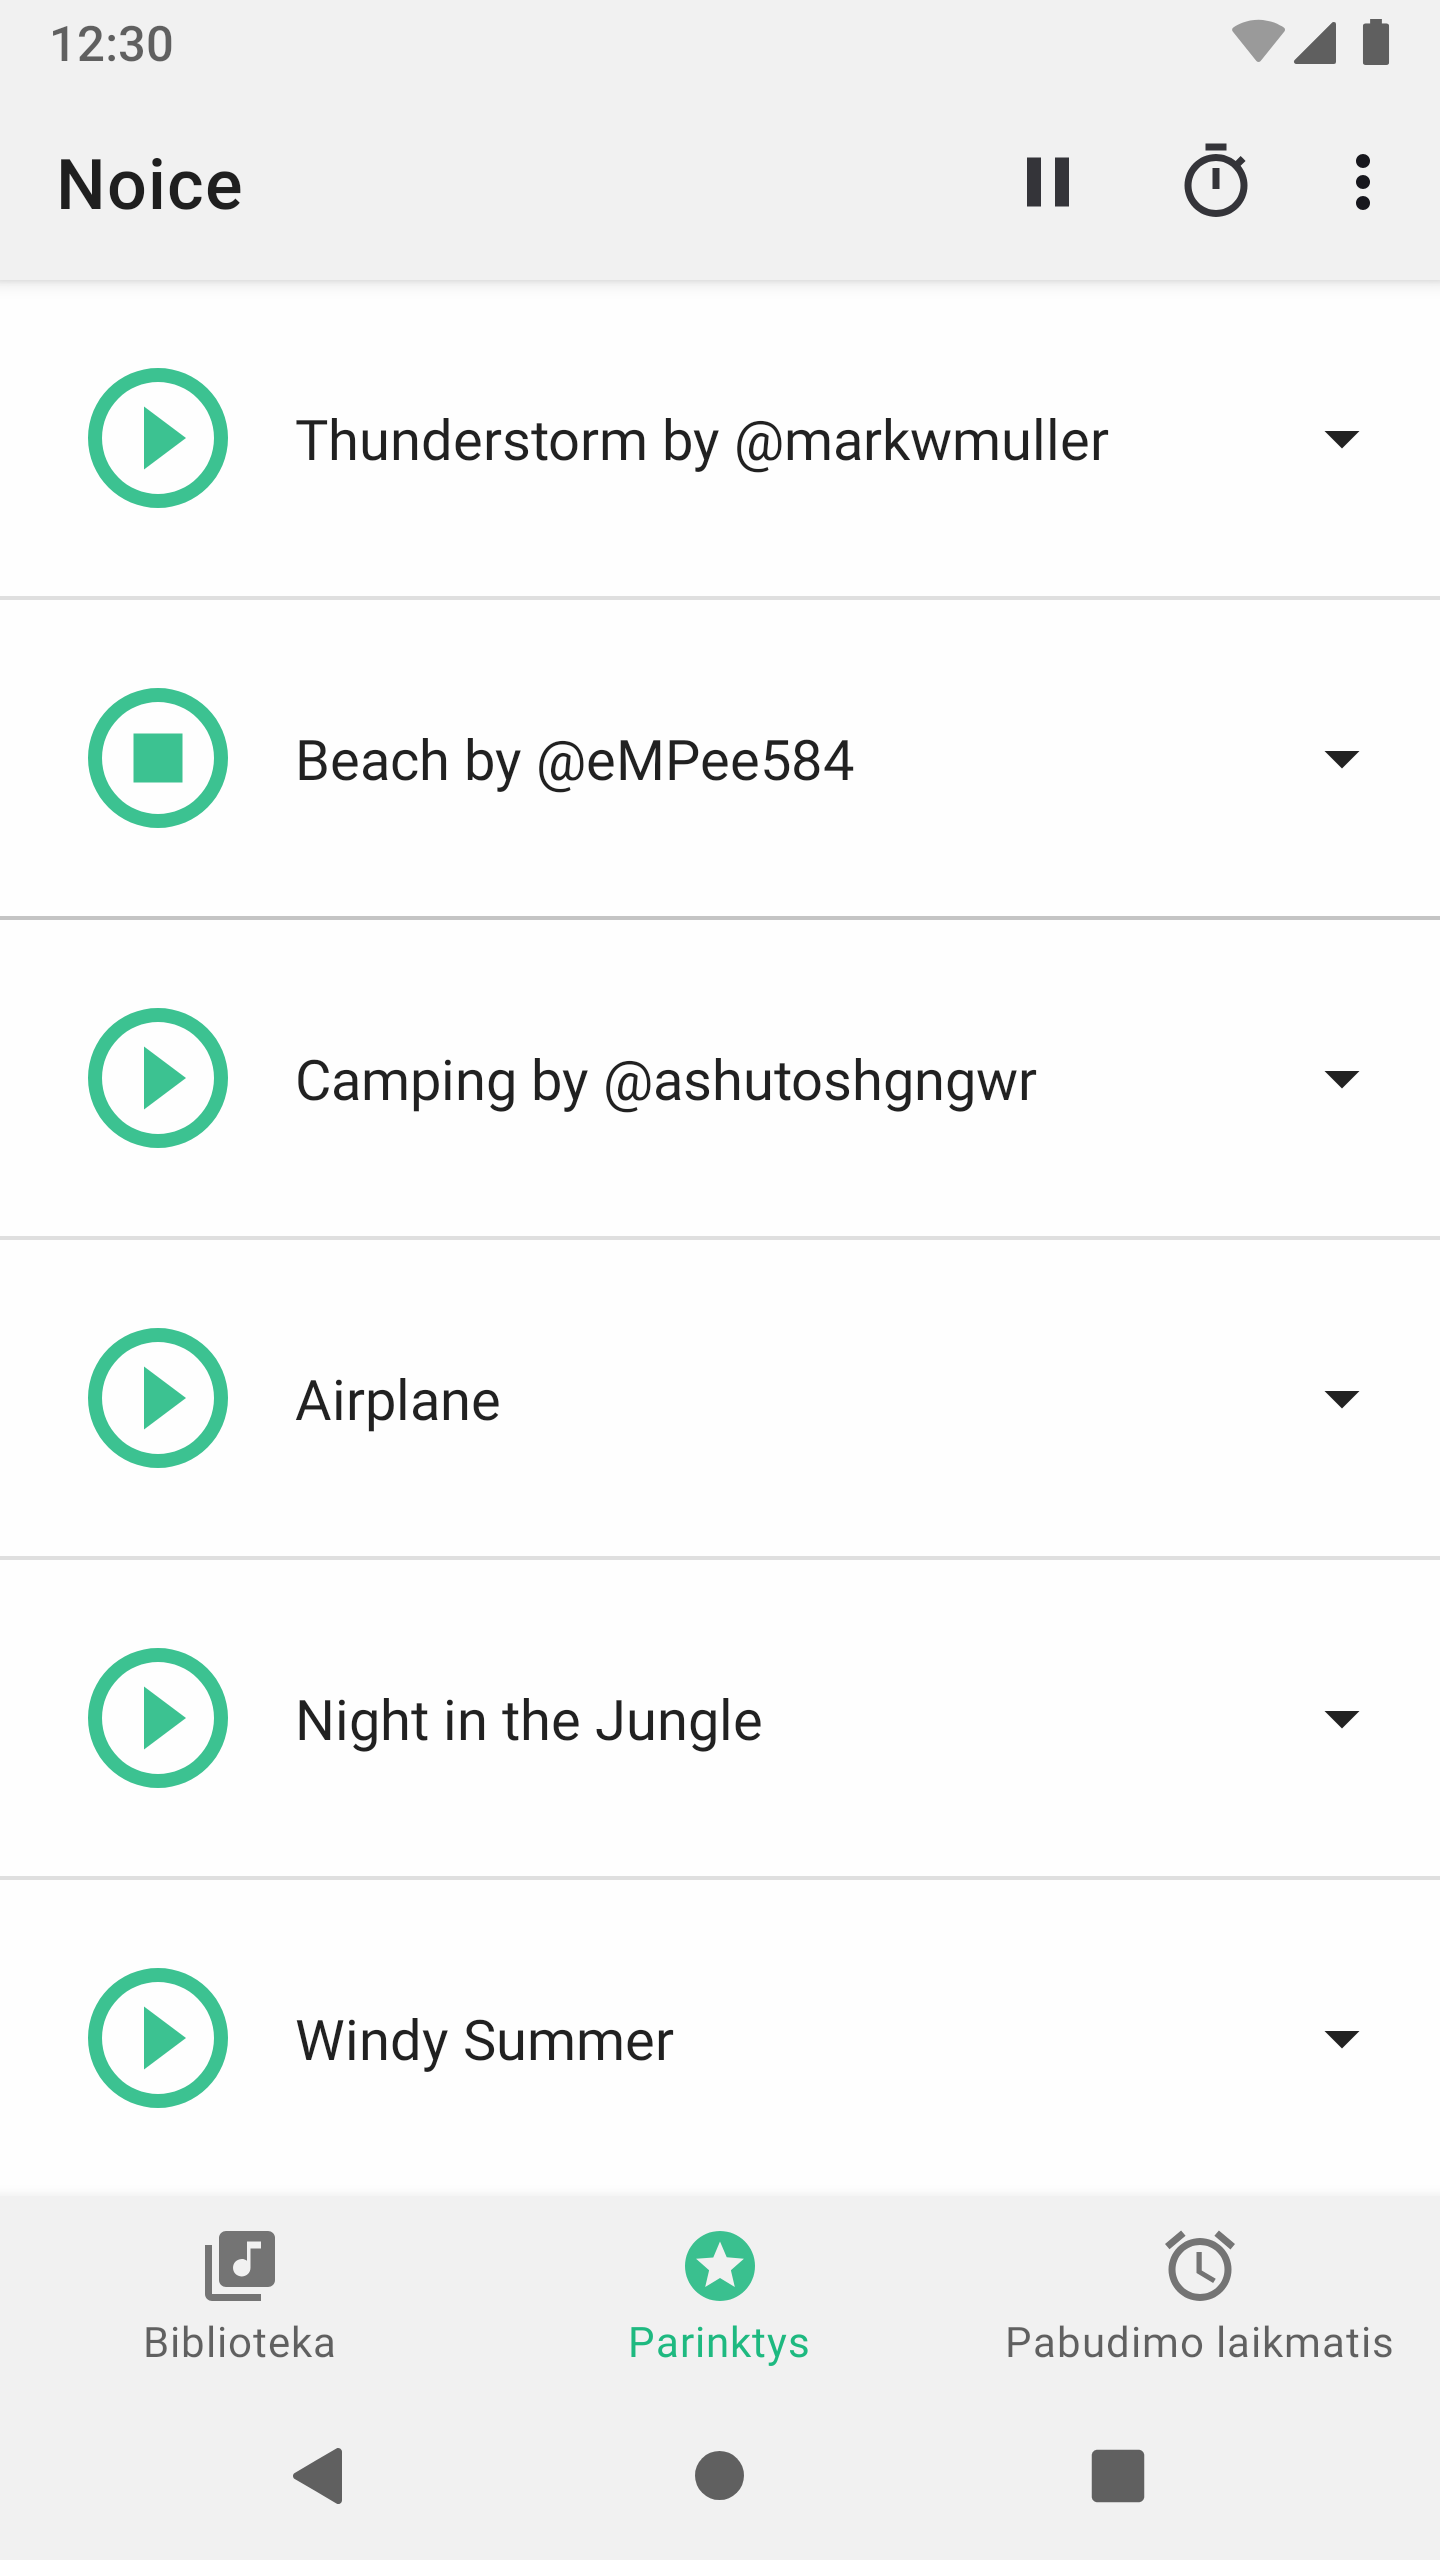 12:30
Noice
Thunderstorm by @markwmuller
Beach by @eMPee584
Camping by @ashutoshgngwr
Airplane
Night in the Jungle
Windy Summer
Biblioteka
Parinktys
Pabudimo laikmatis